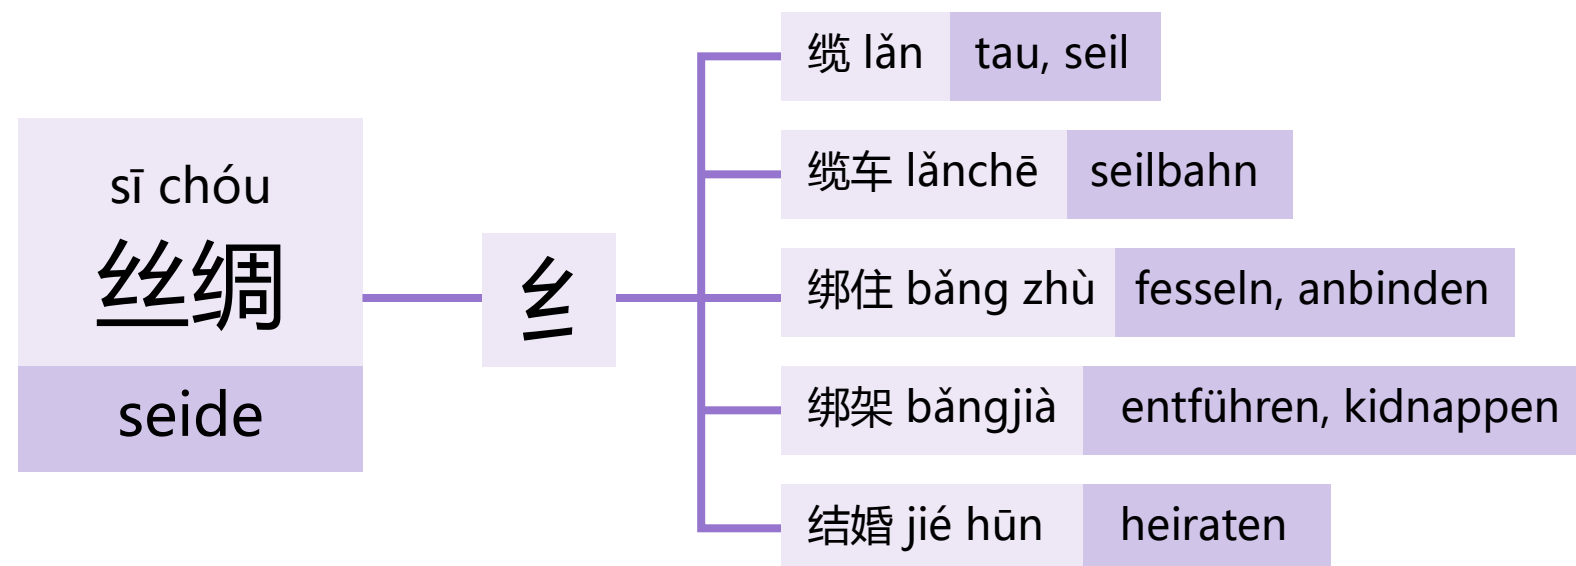 sī chóu
丝绸
seide
纟
缆 lǎn tau, seil
缆车 lǎnchē seilbahn
绑住 bǎng zhù fesseln, anbinden
绑架 bǎngjià entführen, kidnappen
结婚 jié hūn heiraten